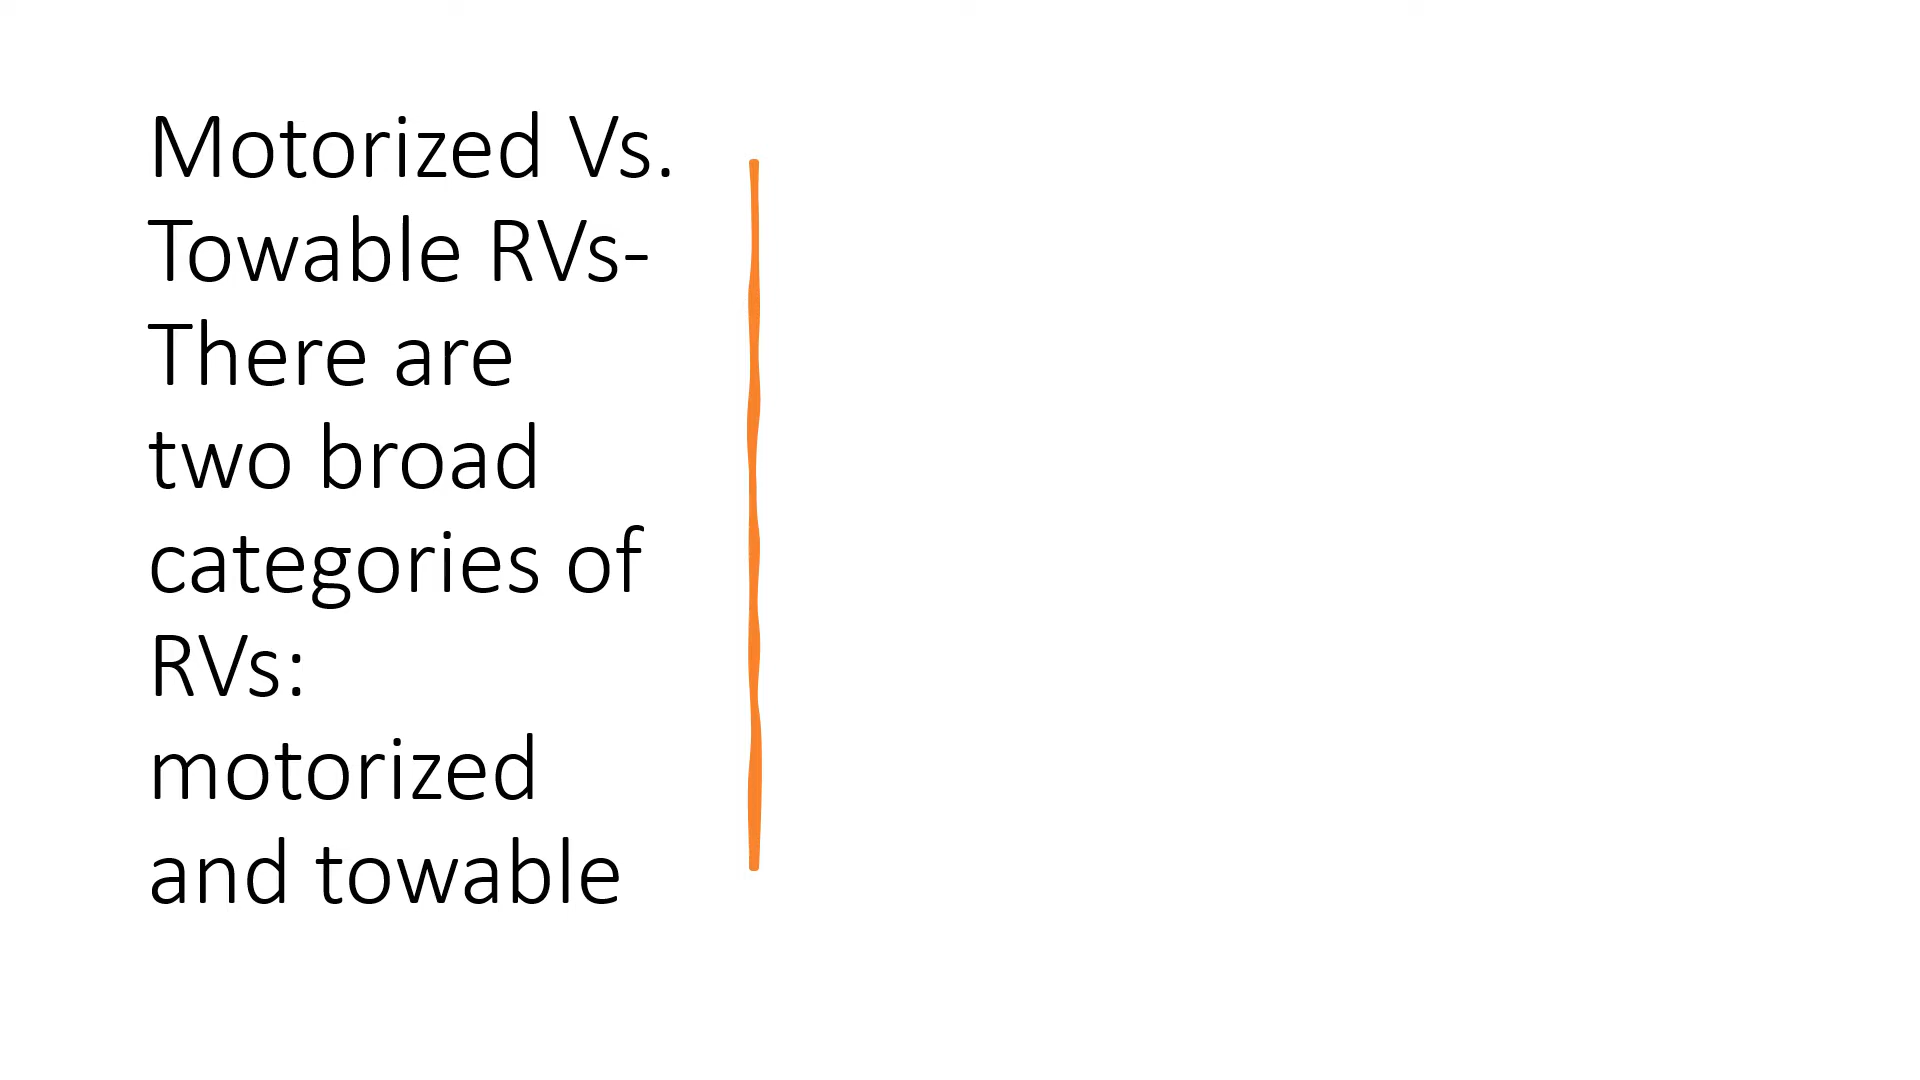 Motorized Vs.
Towable RVs-
There are
two broad
categories of
RVs:
motorized
and towable